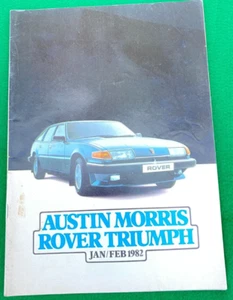 ROVER
AUSTIN MORRIS
ROVER TRIUMPH
JAN/FEB 1982